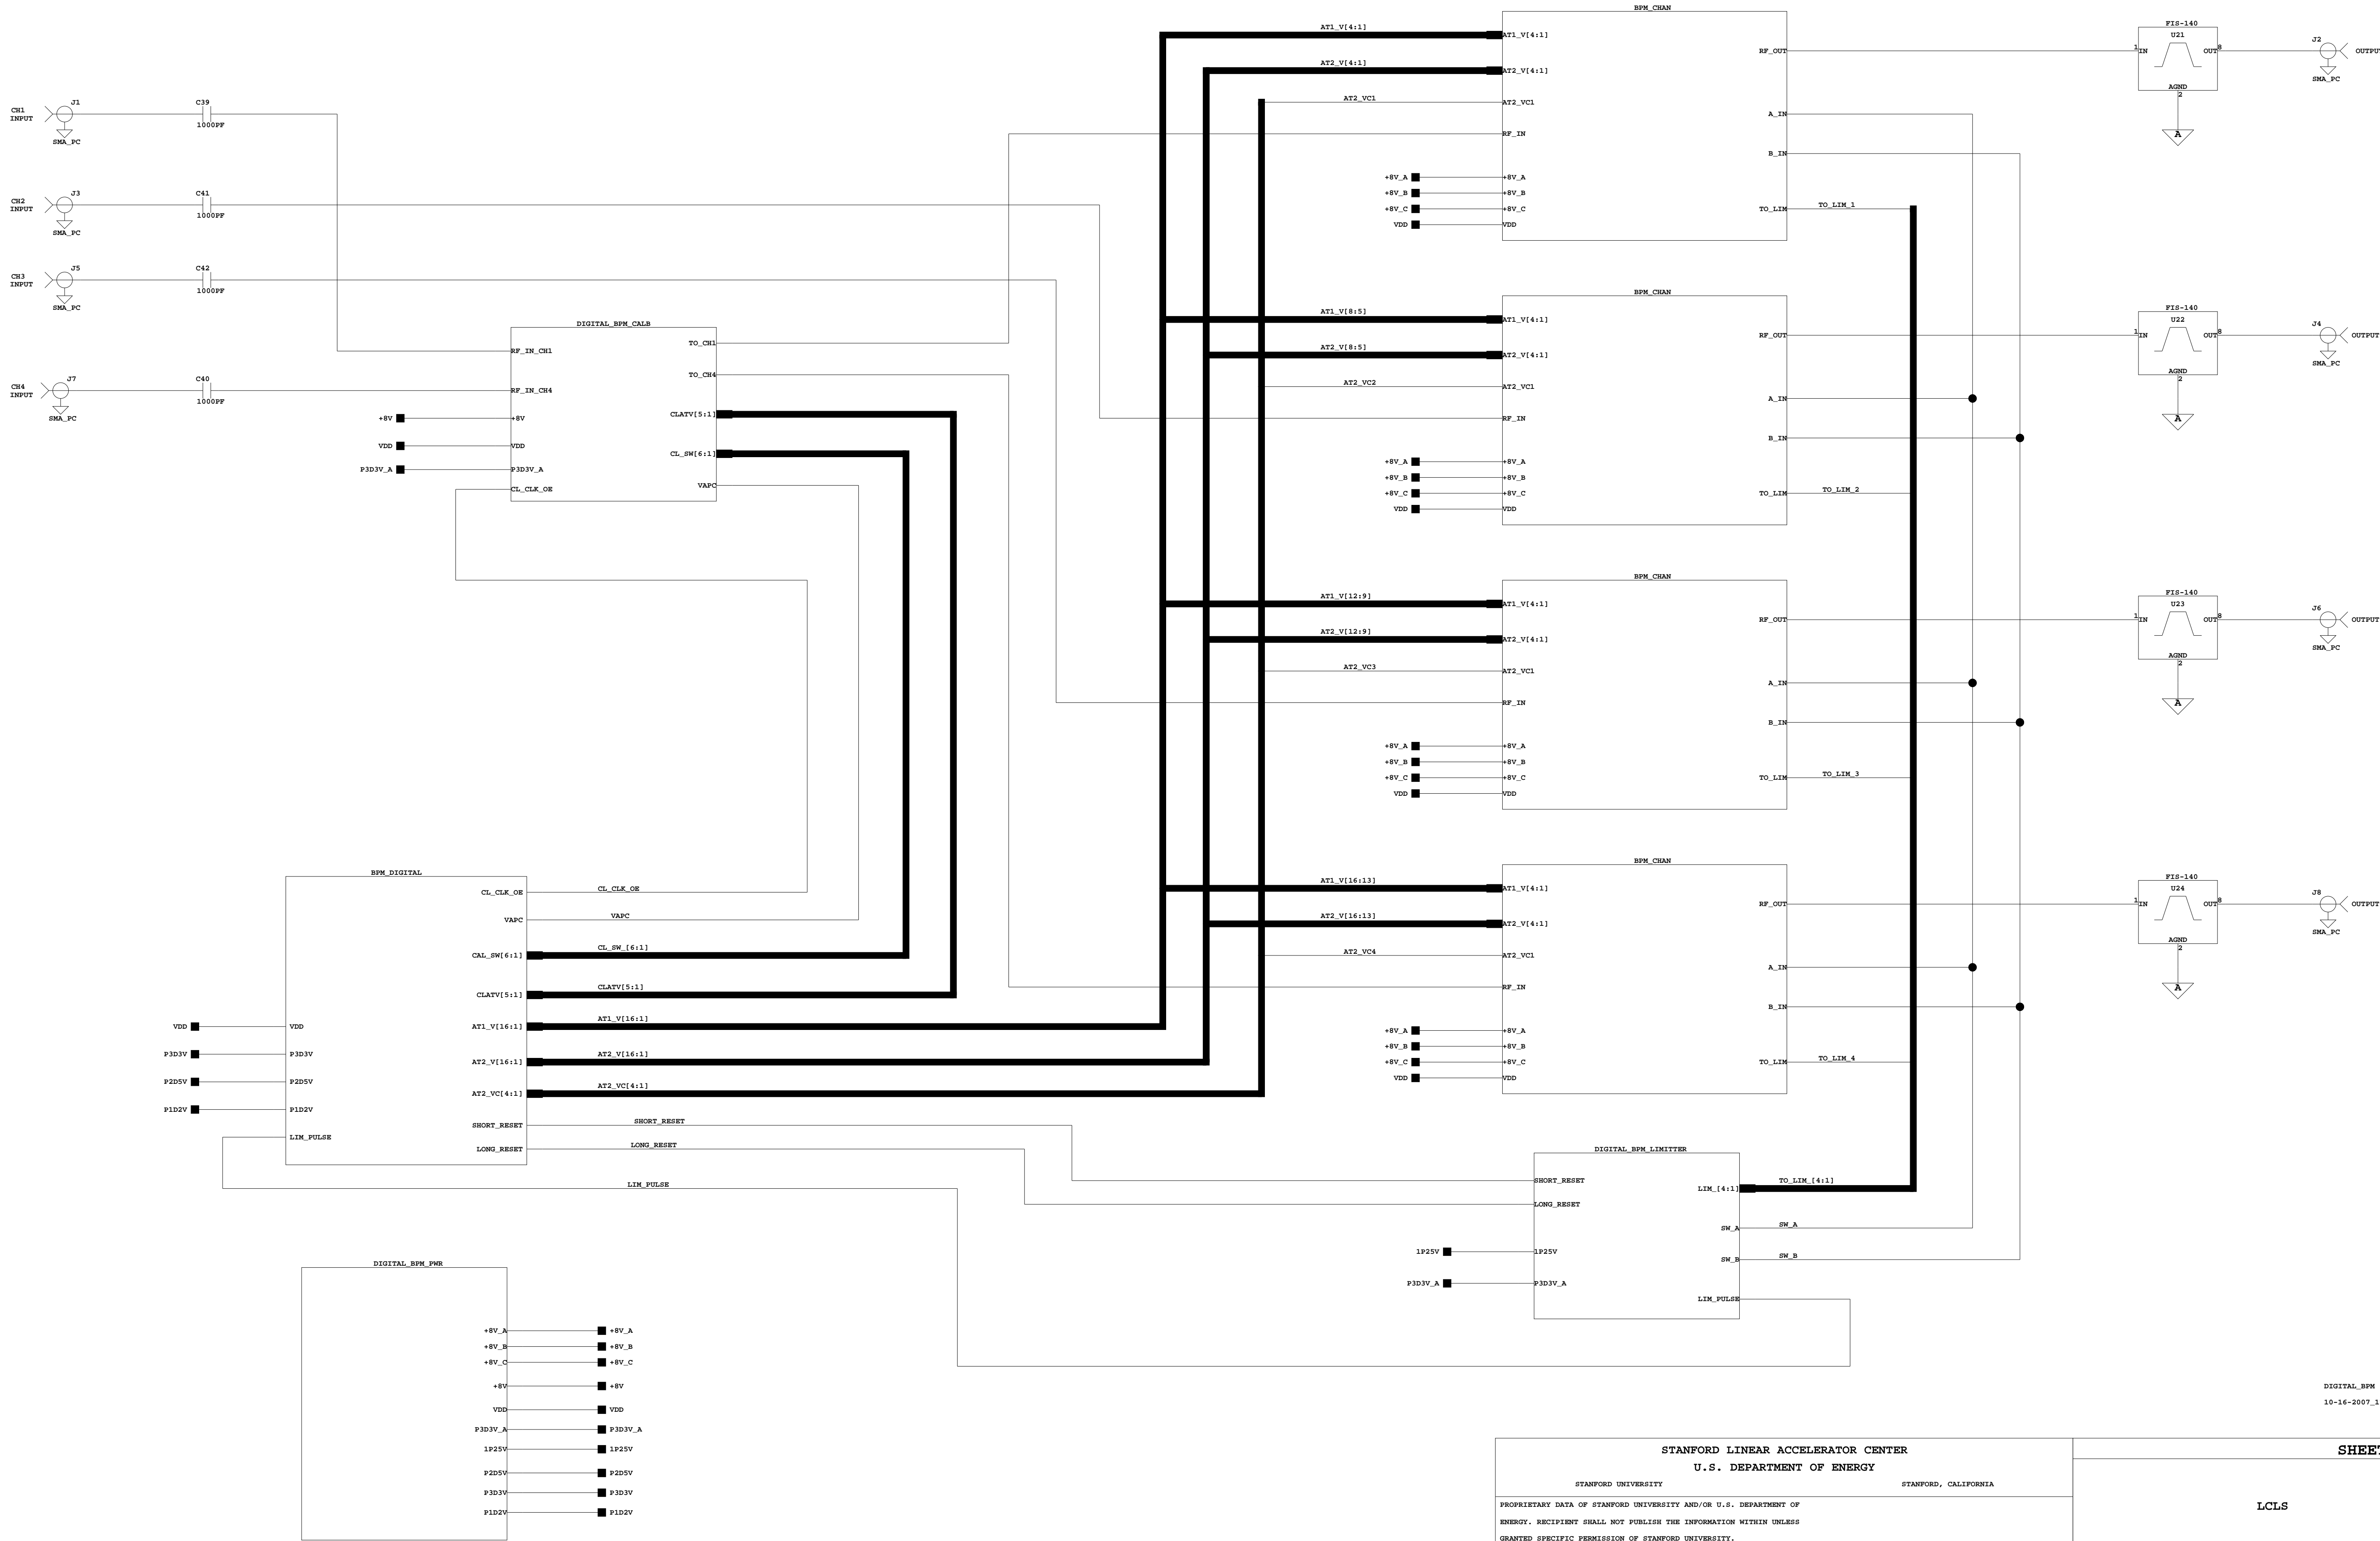 CH1
INPUT
J1
SMA_PC
C39
1000PF
CH2
INPUT
J3
SMA_PC
C41
1000PF
CH3
INPUT
J5
SMA_PC
C42
1000PF
CH4
INPUT
J7
SMA_PC
C40
1000PF
DIGITAL_BPM_CALB
RF_IN_CH1
RF_IN_CH4
+8V
+8V
VDD
VDD
P3D3V_A
P3D3V_A
CL_CLK_OE
TO_CH1
TO_CH4
CLATV[5:1]
CL_SW[6:1]
VAPC
BPM_DIGITAL
VDD
VDD
P3D3V
P3D3V
P2D5V
P2D5V
P1D2V
P1D2V
LIM_PULSE
CL_CLK_OE
CL_CLK_OE
VAPC
VAPC
CAL_SW[6:1]
CL_SW_[6:1]
CLATV[5:1]
CLATV[5:1]
AT1_V[16:1]
AT1_V[16:1]
AT2_V[16:1]
AT2_V[16:1]
AT2_VC[4:1]
AT2_VC[4:1]
SHORT_RESET
SHORT_RESET
LONG_RESET
LONG_RESET
LIM_PULSE
DIGITAL_BPM_PWR
+8V_A
+8V_A
+8V_B
+8V_B
+8V_C
+8V_C
+8V
+8V
VDD
VDD
P3D3V_A
P3D3V_A
1P25V
1P25V
P2D5V
P2D5V
P3D3V
P3D3V
P1D2V
P1D2V
BPM_CHAN
AT1_V[4:1]
AT1_V[4:1]
AT2_V[4:1]
AT2_V[4:1]
AT2_VC1
AT2_VC1
RF_IN
+8V_A
+8V_A
+8V_B
+8V_B
+8V_C
+8V_C
VDD
VDD
RF_OUT
A_IN
B_IN
TO_LIM
TO_LIM_1
FIS-140
U21
1
IN
OUT
8
AGND
2
A
J2
SMA_PC
BPM_CHAN
AT1_V[8:5]
AT1_V[4:1]
AT2_V[8:5]
AT2_V[4:1]
AT2_VC2
AT2_VC1
RF_IN
+8V_A
+8V_A
+8V_B
+8V_B
+8V_C
+8V_C
VDD
VDD
RF_OUT
A_IN
B_IN
TO_LIM
TO_LIM_2
FIS-140
U22
1
IN
OUT
8
AGND
2
A
J4
OUTPUT
SMA_PC
BPM_CHAN
AT1_V[12:9]
AT1_V[4:1]
AT2_V[12:9]
AT2_V[4:1]
AT2_VC3
AT2_VC1
RF_IN
+8V_A
+8V_A
+8V_B
+8V_B
+8V_C
+8V_C
VDD
VDD
RF_OUT
A_IN
B_IN
TO_LIM
TO_LIM_3
FIS-140
U23
1
IN
OUT
8
AGND
2
A
J6
OUTPUT
SMA_PC
BPM_CHAN
AT1_V[16:13]
AT1_V[4:1]
AT2_V[16:13]
AT2_V[4:1]
AT2_VC4
AT2_VC1
RF_IN
+8V_A
+8V_A
+8V_B
+8V_B
+8V_C
+8V_C
VDD
VDD
RF_OUT
A_IN
B_IN
TO_LIM
TO_LIM_4
FIS-140
U24
1
IN
OUT
8
AGND
2
A
J8
OUTPUT
SMA_PC
DIGITAL_BPM_LIMITTER
SHORT_RESET
LONG_RESET
1P25V
1P25V
P3D3V_A
P3D3V_A
LIM_[4:1]
TO_LIM_[4:1]
SW_A
SW_A
SW_B
SW_B
LIM_PULSE
DIGITAL_BPM
10-16-2007_1
STANFORD LINEAR ACCELERATOR CENTER
U.S. DEPARTMENT OF ENERGY
STANFORD UNIVERSITY STANFORD, CALIFORNIA
PROPRIETARY DATA OF STANFORD UNIVERSITY AND/OR U.S. DEPARTMENT OF
ENERGY. RECIPIENT SHALL NOT PUBLISH THE INFORMATION WITHIN UNLESS
GRANTED SPECIFIC PERMISSION OF STANFORD UNIVERSITY.
SHEET
LCLS